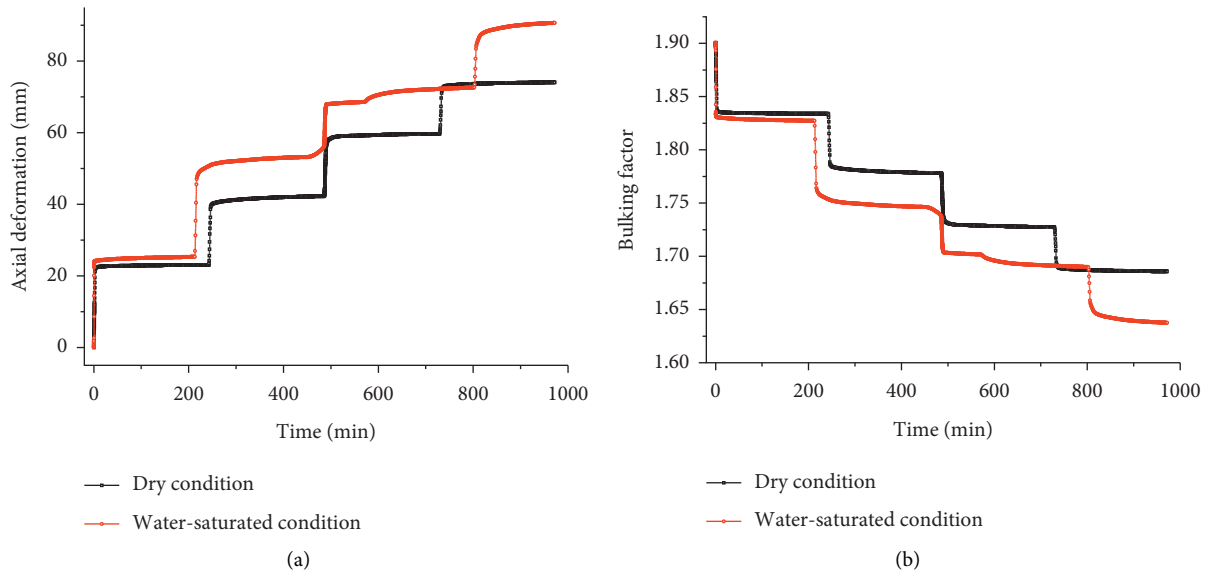 Axial deformation (mm)
80
60
40
20
0
0 200 400 600 800 1000
Time (min)
Dry condition
Water-saturated condition
(a)
Bulking factor
1.90
1.85
1.80
1.75
1.70
1.65
1.60
0 200 400 600 800 1000
Time (min)
Dry condition
Water-saturated condition
(b)